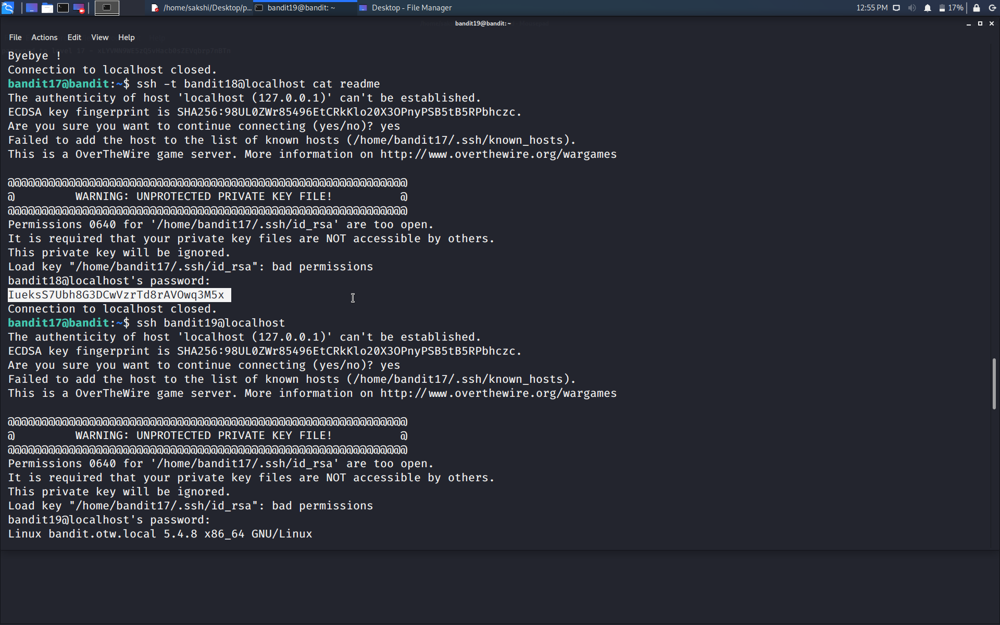 /home/sakshi/Desktop/p... bandit19@bandit: ~ Desktop - File Manager 12:55 PM 17%
bandit19@bandit: ~
File Actions Edit View Help
Byebye !
Connection to localhost closed.
bandit17@bandit:~$ ssh -t bandit18@localhost cat readme
The authenticity of host 'localhost (127.0.0.1)' can't be established.
ECDSA key fingerprint is SHA256:98UL0ZWr85496EtCRkKlo20X3OPnyPSB5tB5RPbhczc.
Are you sure you want to continue connecting (yes/no)? yes
Failed to add the host to the list of known hosts (/home/bandit17/.ssh/known_hosts).
This is a OverTheWire game server. More information on http://www.overthewire.org/wargames
@@@@@@@@@@@@@@@@@@@@@@@@@@@@@@@@@@@@@@@@@@@@@@@@@@@@@@@@@@@
@         WARNING: UNPROTECTED PRIVATE KEY FILE!          @
@@@@@@@@@@@@@@@@@@@@@@@@@@@@@@@@@@@@@@@@@@@@@@@@@@@@@@@@@@@
Permissions 0640 for '/home/bandit17/.ssh/id_rsa' are too open.
It is required that your private key files are NOT accessible by others.
This private key will be ignored.
Load key "/home/bandit17/.ssh/id_rsa": bad permissions
bandit18@localhost's password:
IueksS7Ubh8G3DCwVzrTd8rAVOwq3M5x
Connection to localhost closed.
bandit17@bandit:~$ ssh bandit19@localhost
The authenticity of host 'localhost (127.0.0.1)' can't be established.
ECDSA key fingerprint is SHA256:98UL0ZWr85496EtCRkKlo20X3OPnyPSB5tB5RPbhczc.
Are you sure you want to continue connecting (yes/no)? yes
Failed to add the host to the list of known hosts (/home/bandit17/.ssh/known_hosts).
This is a OverTheWire game server. More information on http://www.overthewire.org/wargames
@@@@@@@@@@@@@@@@@@@@@@@@@@@@@@@@@@@@@@@@@@@@@@@@@@@@@@@@@@@
@         WARNING: UNPROTECTED PRIVATE KEY FILE!          @
@@@@@@@@@@@@@@@@@@@@@@@@@@@@@@@@@@@@@@@@@@@@@@@@@@@@@@@@@@@
Permissions 0640 for '/home/bandit17/.ssh/id_rsa' are too open.
It is required that your private key files are NOT accessible by others.
This private key will be ignored.
Load key "/home/bandit17/.ssh/id_rsa": bad permissions
bandit19@localhost's password:
Linux bandit.otw.local 5.4.8 x86_64 GNU/Linux